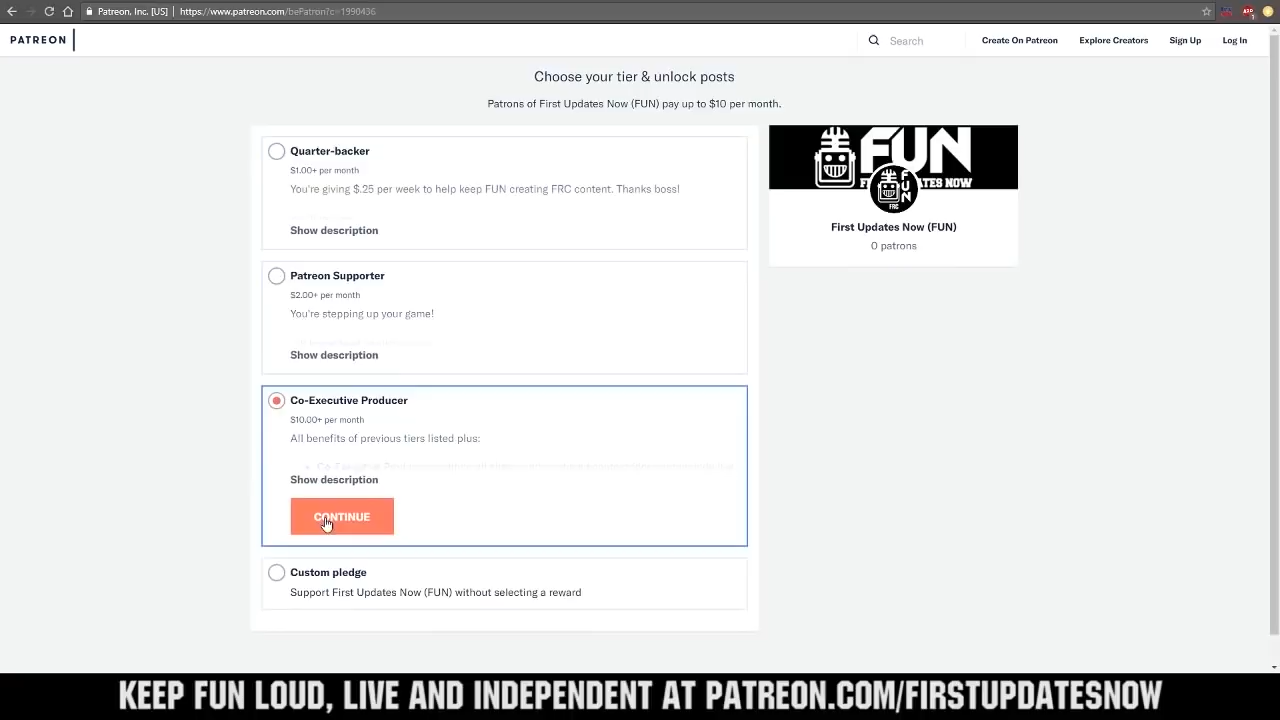 Patreon, Inc. [US] | https://www.patreon.com/bePatron?c=1990436
PATREON
Search
Create On Patreon
Explore Creators
Sign Up
Log In
Choose your tier & unlock posts
Patrons of First Updates Now (FUN) pay up to $10 per month.
Quarter-backer
$1.00+ per month
You're giving $.25 per week to help keep FUN creating FRC content. Thanks boss!
Show description
Patreon Supporter
$2.00+ per month
You're stepping up your game!
Show description
Co-Executive Producer
$10.00+ per month
All benefits of previous tiers listed plus:
Show description
CONTINUE
Custom pledge
Support First Updates Now (FUN) without selecting a reward
FUN
FUN
FRC
First Updates Now (FUN)
0 patrons
KEEP FUN LOUD, LIVE AND INDEPENDENT AT PATREON.COM/FIRSTUPDATESNOW